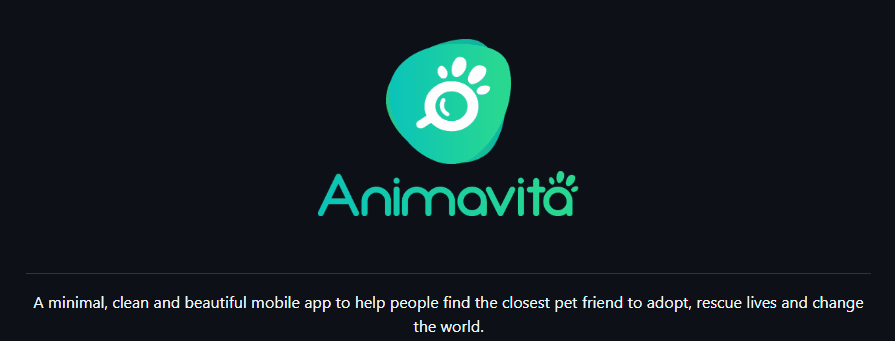 Animavita
A minimal, clean and beautiful mobile app to help people find the closest pet friend to adopt, rescue lives and change
the world.